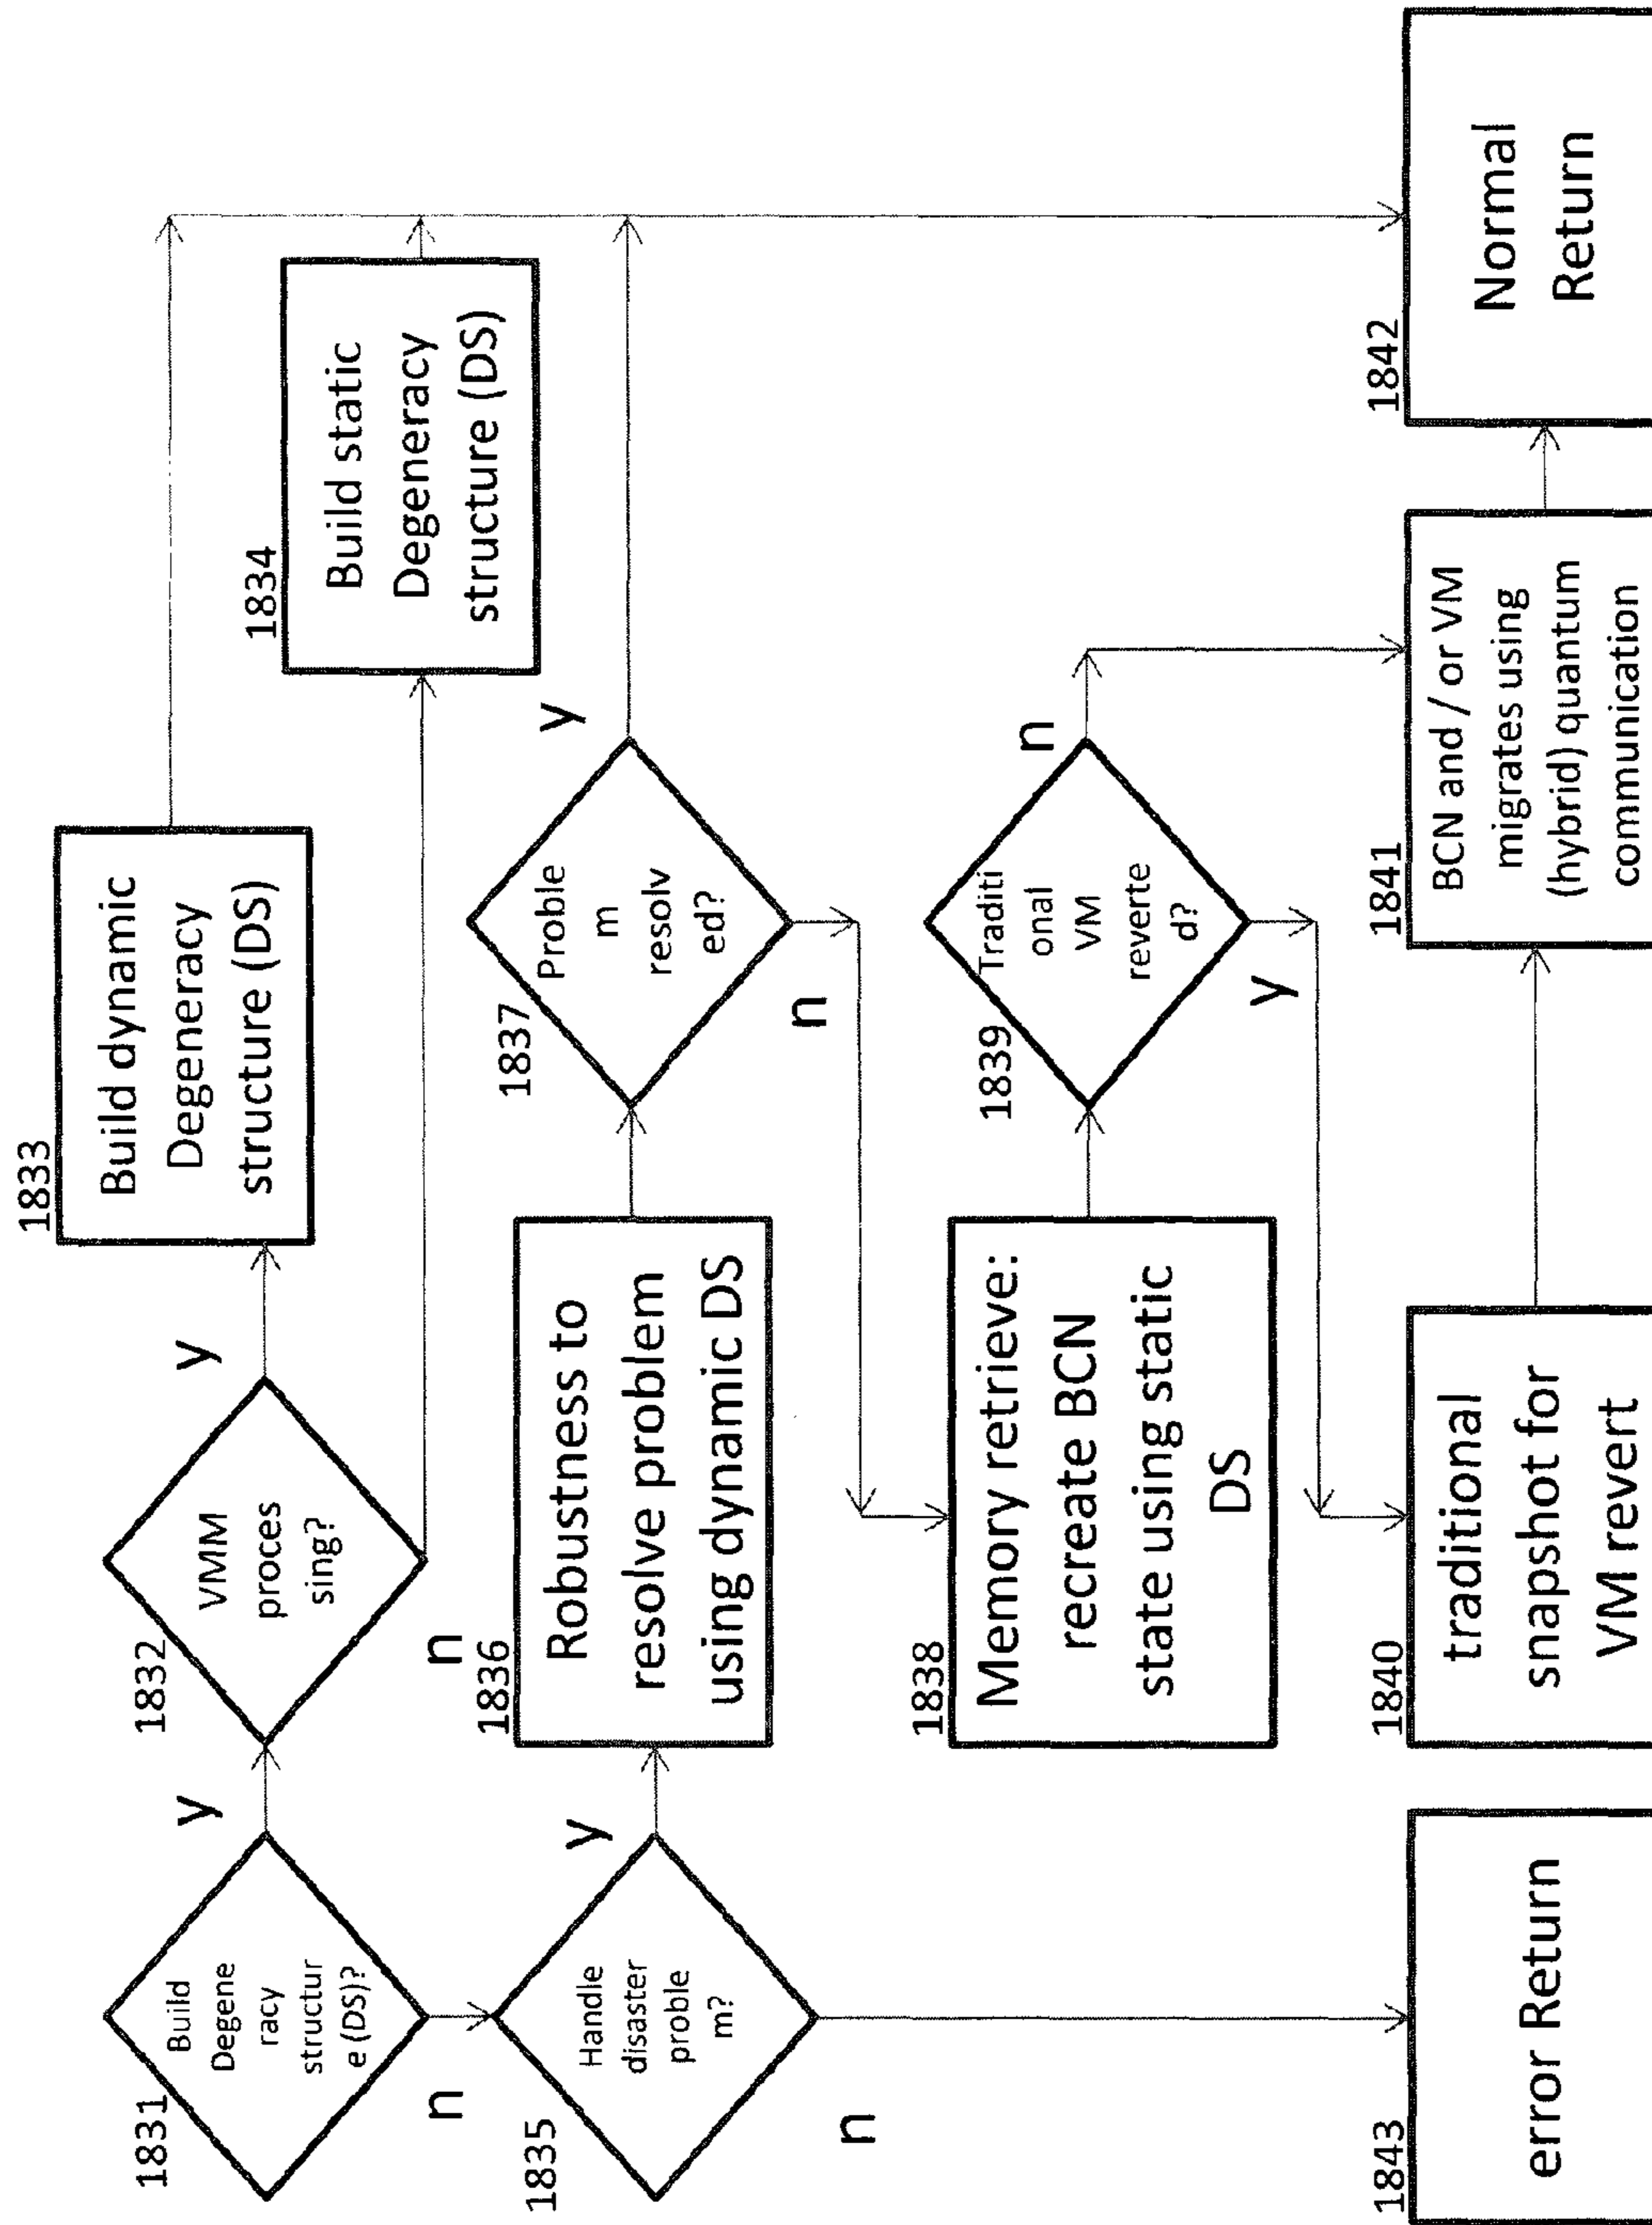 1831
Build
Degene
racy
structur
e (DS)?
y
n
1832
VMM
proces
sing?
y
n
1833
Build dynamic
Degeneracy
structure (DS)
1834
Build static
Degeneracy
structure (DS)
1835
Handle
disaster
proble
m?
y
n
1836
Robustness to
resolve problem
using dynamic DS
1837
Proble
m
resolv
ed?
y
n
1838
Memory retrieve:
recreate BCN
state using static
DS
1839
Traditi
onal
VM
reverte
d?
n
y
1843
error Return
1840
traditional
snapshot for
VM revert
1841
BCN and / or VM
migrates using
(hybrid) quantum
communication
1842
Normal
Return